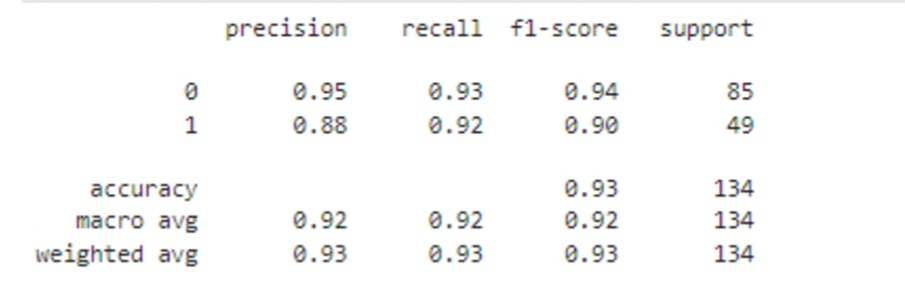 precision recall f1-score support
0 0.95 0.93 0.94 85
1 0.88 0.92 0.90 49
accuracy 0.93 134
macro avg 0.92 0.92 0.92 134
weighted avg 0.93 0.93 0.93 134